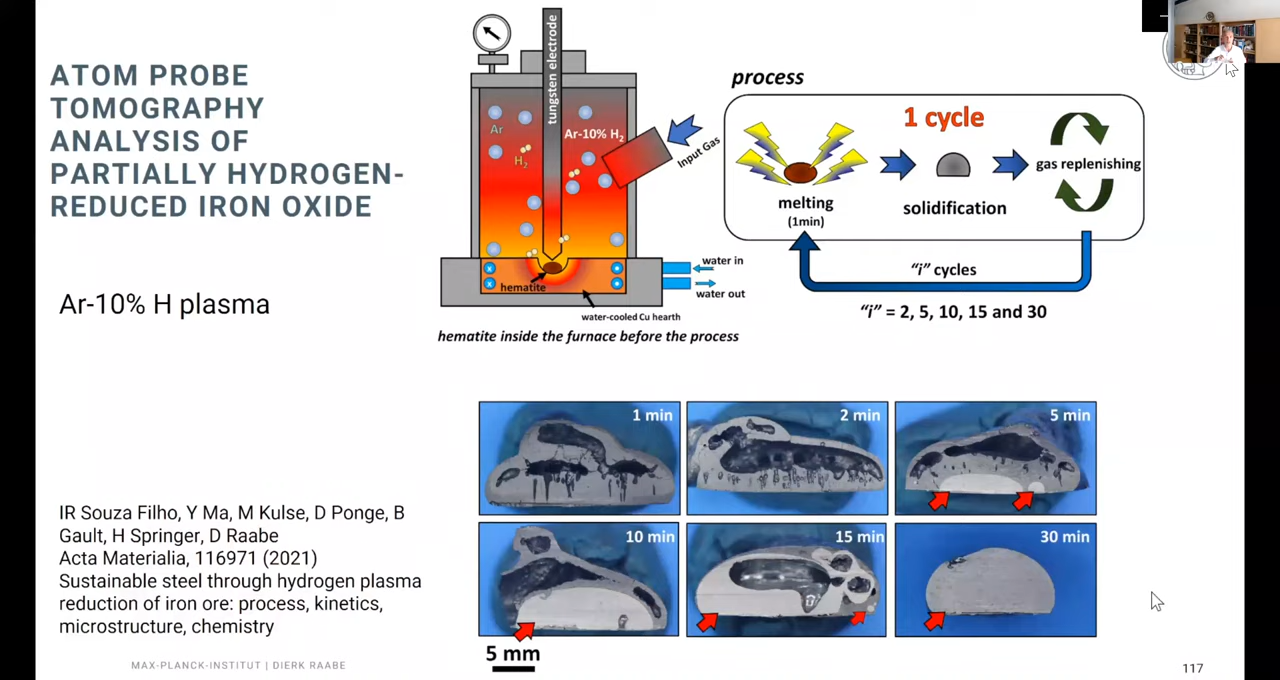 ATOM PROBE
TOMOGRAPHY
ANALYSIS OF
PARTIALLY HYDROGEN-
REDUCED IRON OXIDE
Ar-10% H plasma
IR Souza Filho, Y Ma, M Kulse, D Ponge, B
Gault, H Springer, D Raabe
Acta Materialia, 116971 (2021)
Sustainable steel through hydrogen plasma
reduction of iron ore: process, kinetics,
microstructure, chemistry
MAX-PLANCK-INSTITUT | DIERK RAABE
tungsten electrode
Ar
H2
Ar-10% H2
Input Gas
hematite
water in
water out
water-cooled Cu hearth
hematite inside the furnace before the process
process
1 cycle
melting
(1min)
solidification
gas replenishing
“i” cycles
“i” = 2, 5, 10, 15 and 30
1 min
2 min
5 min
10 min
15 min
30 min
5 mm
117